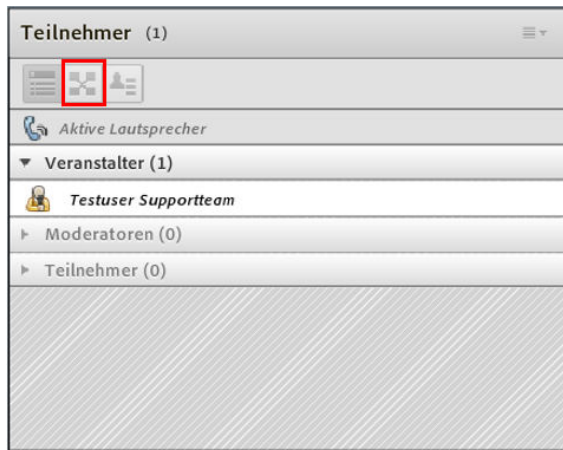 Teilnehmer (1)
Aktive Lautsprecher
Veranstalter (1)
Testuser Supportteam
Moderatoren (0)
Teilnehmer (0)